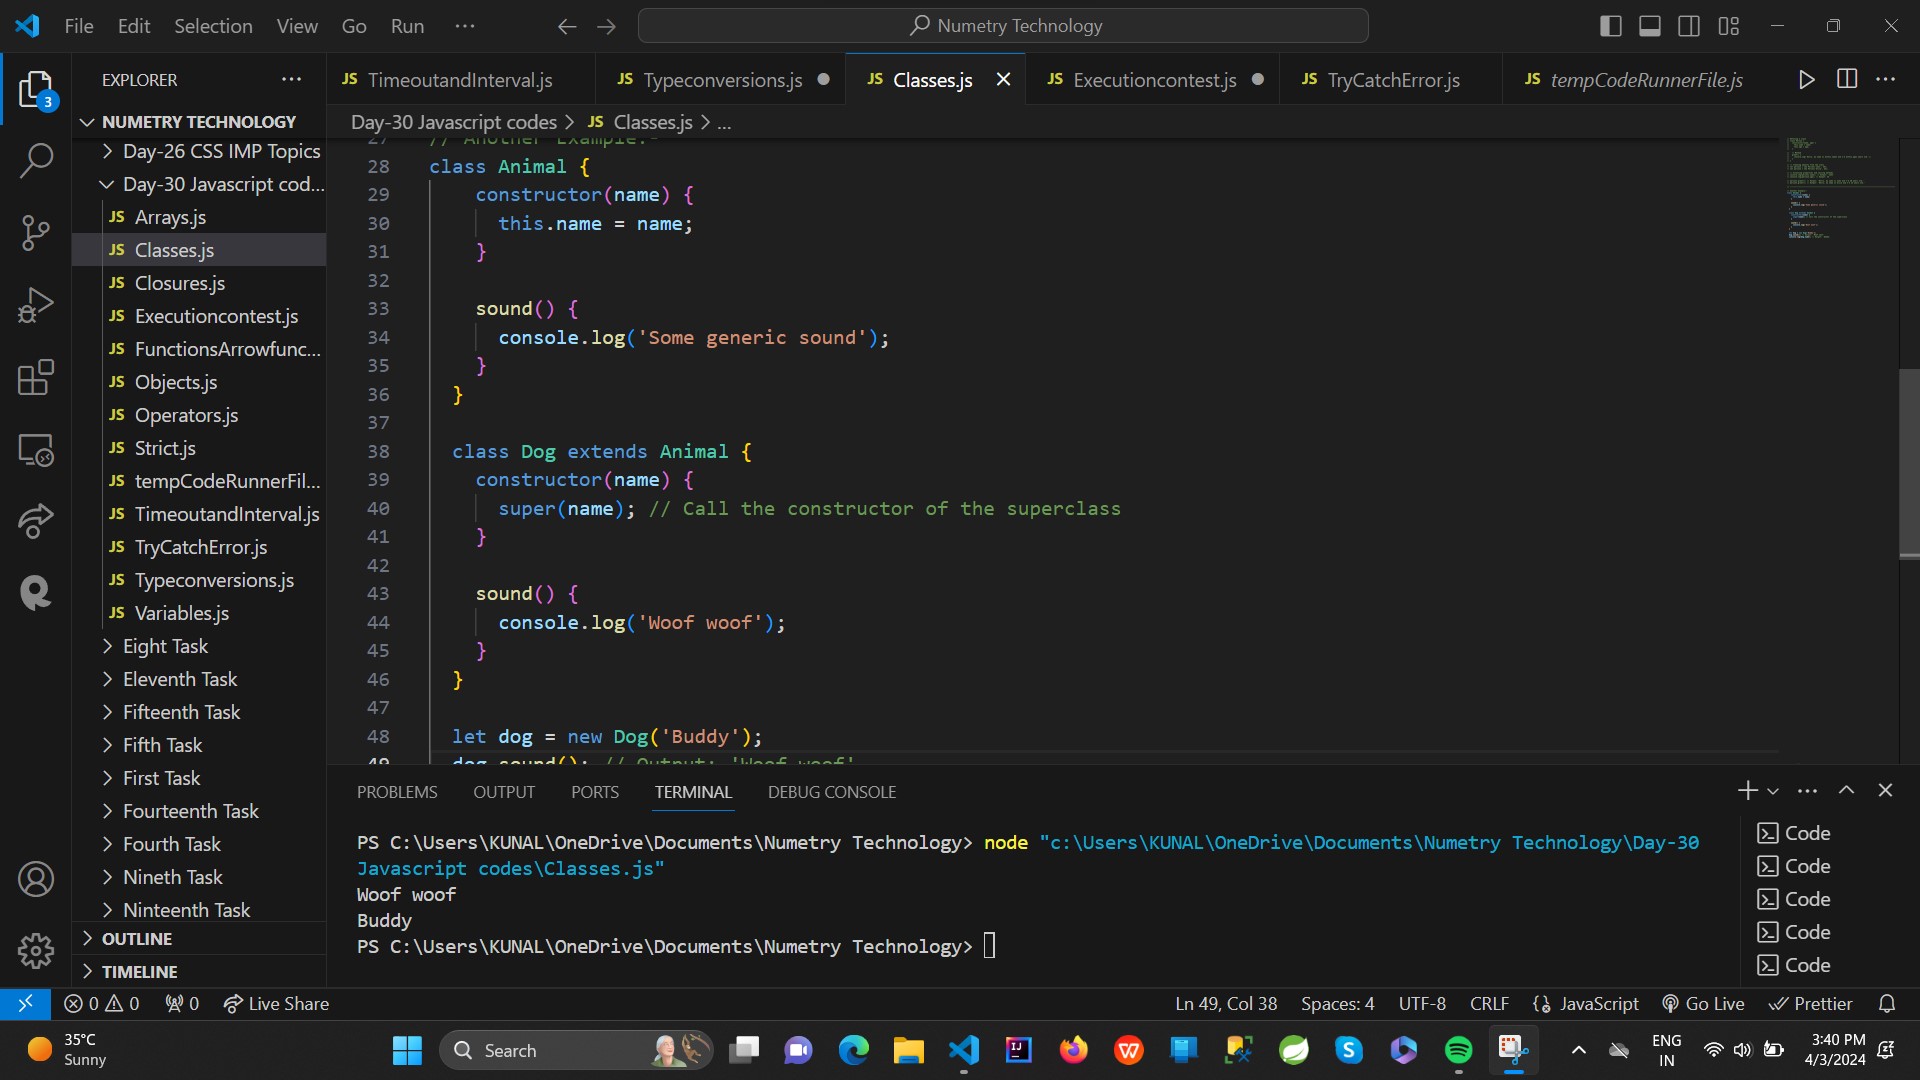 File Edit Selection View Go Run ···
Numetry Technology
EXPLORER ···
TimeoutandInterval.js
JS Typeconversions.js
JS Classes.js
JS Executioncontest.js
JS TryCatchError.js
JS tempCodeRunnerFile.js
Day-30 Javascript codes > JS Classes.js > ...
3
NUMETRY TECHNOLOGY
Day-26 CSS IMP Topics
Day-30 Javascript cod...
JS Arrays.js
JS Classes.js
JS Closures.js
JS Executioncontest.js
JS FunctionsArrowfunc...
JS Objects.js
JS Operators.js
JS Strict.js
JS tempCodeRunnerFil...
JS TimeoutandInterval.js
JS TryCatchError.js
JS Typeconversions.js
JS Variables.js
Eight Task
Eleventh Task
Fifteenth Task
Fifth Task
First Task
Fourteenth Task
Fourth Task
Nineth Task
Ninteenth Task
OUTLINE
TIMELINE
27 // Another Example:-
28 class Animal {
29 constructor(name) {
30 this.name = name;
31 }
32
33 sound() {
34 console.log('Some generic sound');
35 }
36 }
37
38 class Dog extends Animal {
39 constructor(name) {
40 super(name); // Call the constructor of the superclass
41 }
42
43 sound() {
44 console.log('Woof woof');
45 }
46 }
47
48 let dog = new Dog('Buddy');
49 dog.sound(); // Output: 'Woof woof'
PROBLEMS OUTPUT PORTS TERMINAL DEBUG CONSOLE
PS C:\Users\KUNAL\OneDrive\Documents\Numetry Technology> node "c:\Users\KUNAL\OneDrive\Documents\Numetry Technology\Day-30
Javascript codes\Classes.js"
Woof woof
Buddy
PS C:\Users\KUNAL\OneDrive\Documents\Numetry Technology>
Code
Code
Code
Code
Code
0 0 0 Live Share
Ln 49, Col 38 Spaces: 4 UTF-8 CRLF JavaScript Go Live Prettier
35°C
Sunny
Search
ENG
IN
3:40 PM
4/3/2024